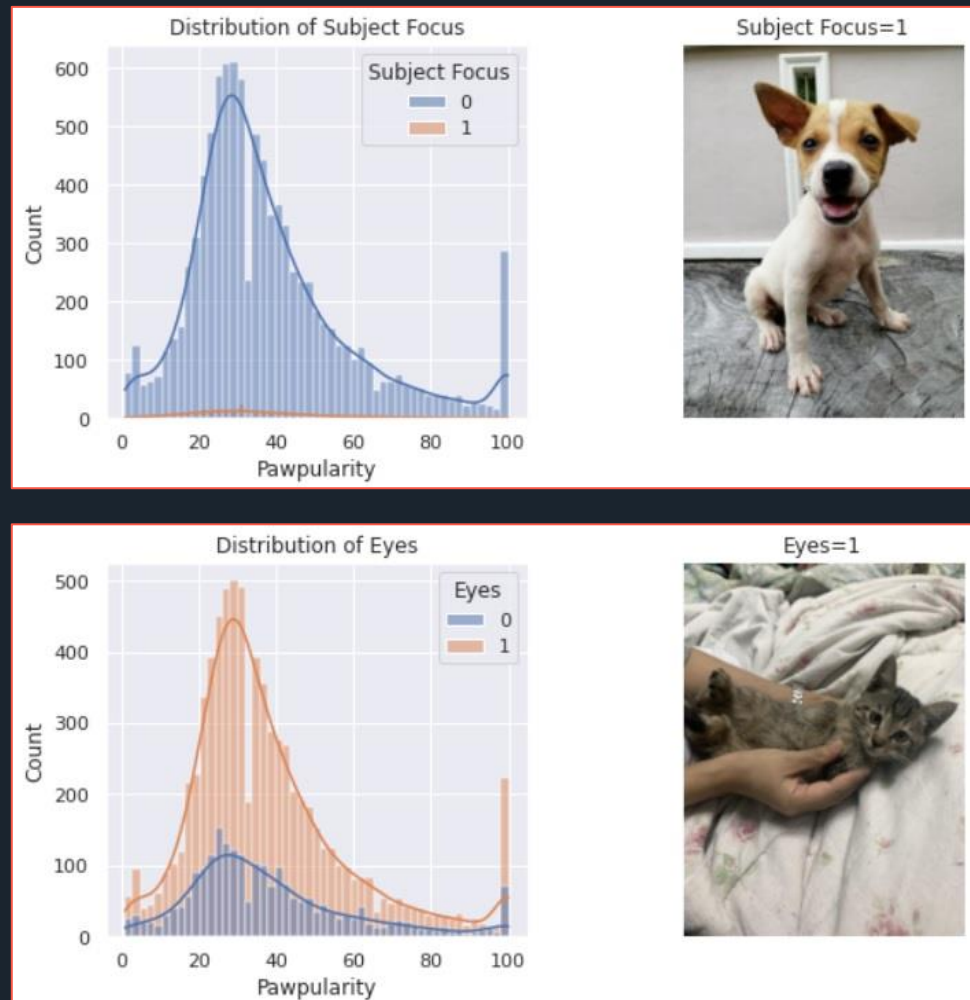 Distribution of Subject Focus
Subject Focus=1
Subject Focus
0
1
600
500
400
300
200
100
0
Count
0 20 40 60 80 100
Pawpularity
Distribution of Eyes
Eyes=1
Eyes
0
1
500
400
300
200
100
0
Count
0 20 40 60 80 100
Pawpularity